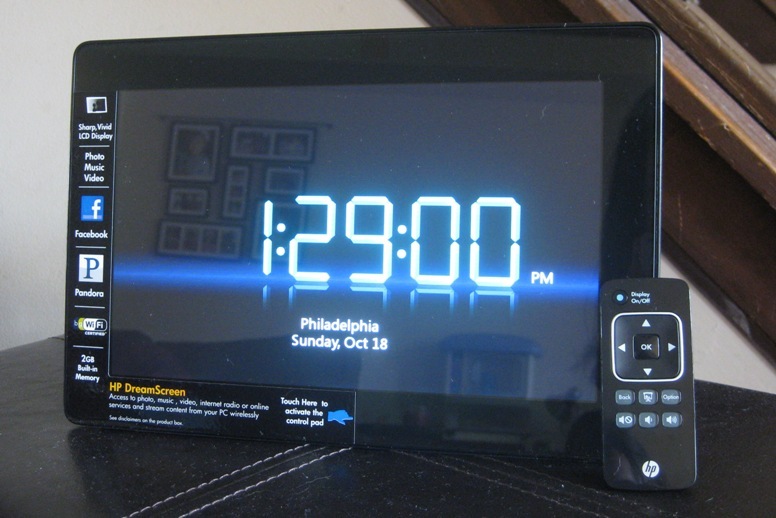 Sharp, Vivid
LCD Display
Photo
Music
Video
Facebook
P
Pandora
WiFi
CERTIFIED
2GB
Built-in
Memory
1:29:00 PM
Philadelphia
Sunday, Oct 18
HP DreamScreen
Access to photo, music , video, internet radio or online
services and stream content from your PC wirelessly
See disclaimers on the product box.
Touch Here to
activate the
control pad
Display
On/Off
OK
Back
Option
hp